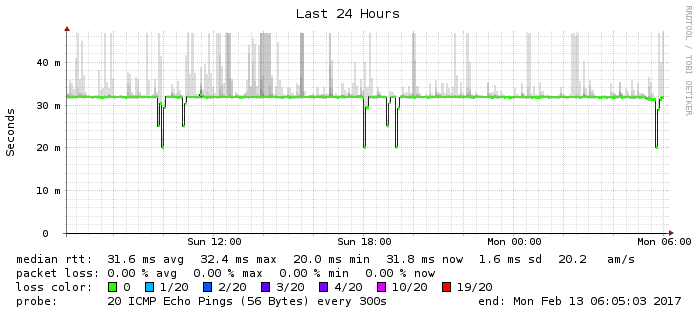 Last 24 Hours
RRDTOOL / TOBI OETIKER
Seconds
40 m
30 m
20 m
10 m
0
Sun 12:00 Sun 18:00 Mon 00:00 Mon 06:00
median rtt: 31.6 ms avg 32.4 ms max 20.0 ms min 31.8 ms now 1.6 ms sd 20.2 am/s
packet loss: 0.00 % avg 0.00 % max 0.00 % min 0.00 % now
loss color: 0 1/20 2/20 3/20 4/20 10/20 19/20
probe: 20 ICMP Echo Pings (56 Bytes) every 300s end: Mon Feb 13 06:05:03 2017